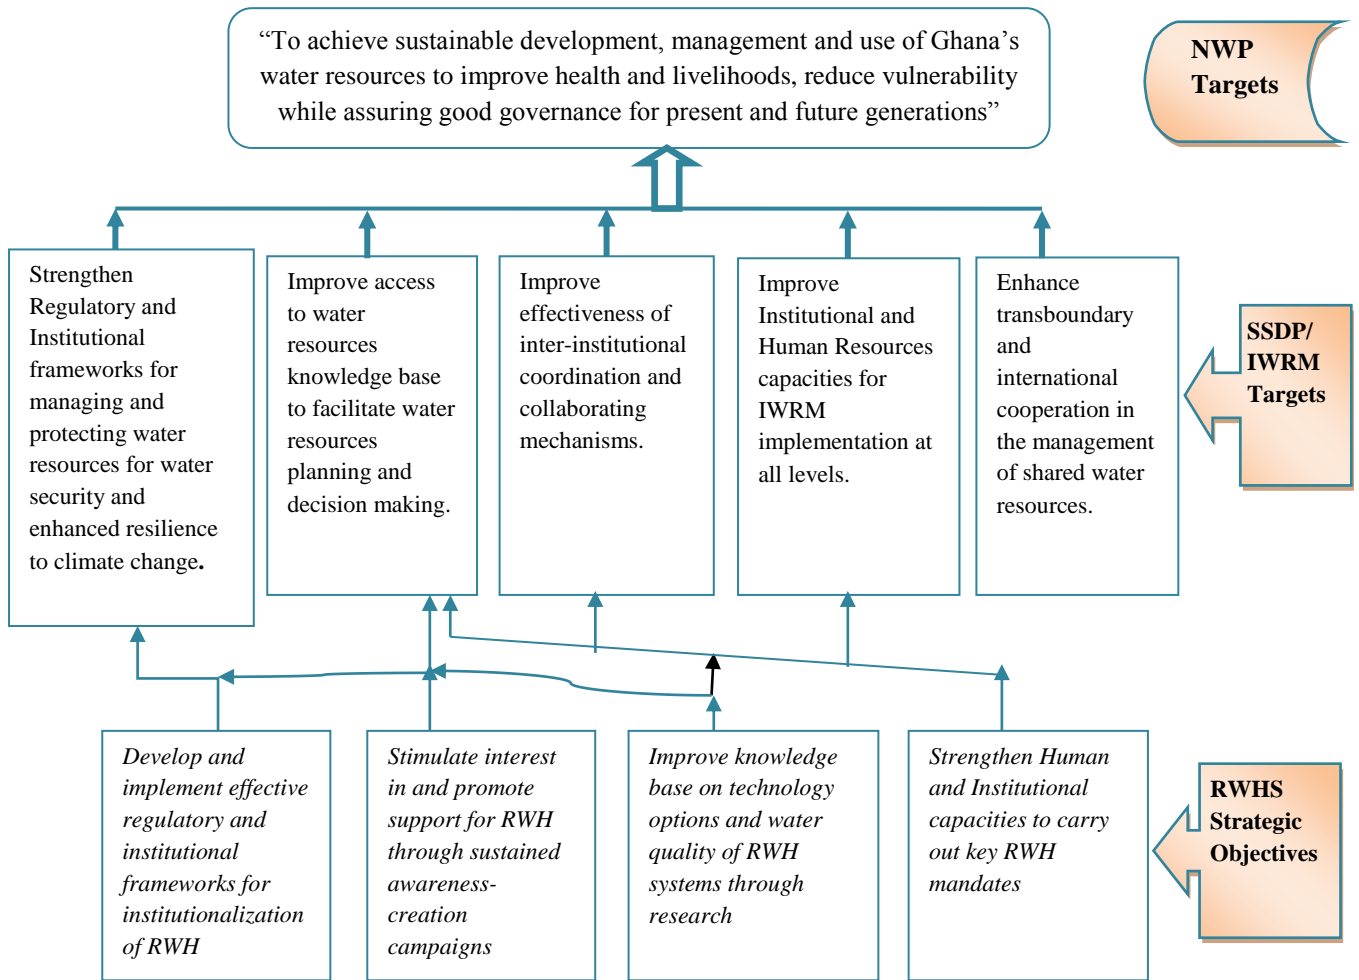 “To achieve sustainable development, management and use of Ghana’s
water resources to improve health and livelihoods, reduce vulnerability
while assuring good governance for present and future generations”
NWP
Targets
Strengthen
Regulatory and
Institutional
frameworks for
managing and
protecting water
resources for water
security and
enhanced resilience
to climate change.
Improve access
to water
resources
knowledge base
to facilitate water
resources
planning and
decision making.
Improve
effectiveness of
inter-institutional
coordination and
collaborating
mechanisms.
Improve
Institutional and
Human Resources
capacities for
IWRM
implementation at
all levels.
Enhance
transboundary
and
international
cooperation in
the management
of shared water
resources.
SSDP/
IWRM
Targets
Develop and
implement effective
regulatory and
institutional
frameworks for
institutionalization
of RWH
Stimulate interest
in and promote
support for RWH
through sustained
awareness-
creation
campaigns
Improve knowledge
base on technology
options and water
quality of RWH
systems through
research
Strengthen Human
and Institutional
capacities to carry
out key RWH
mandates
RWHS
Strategic
Objectives